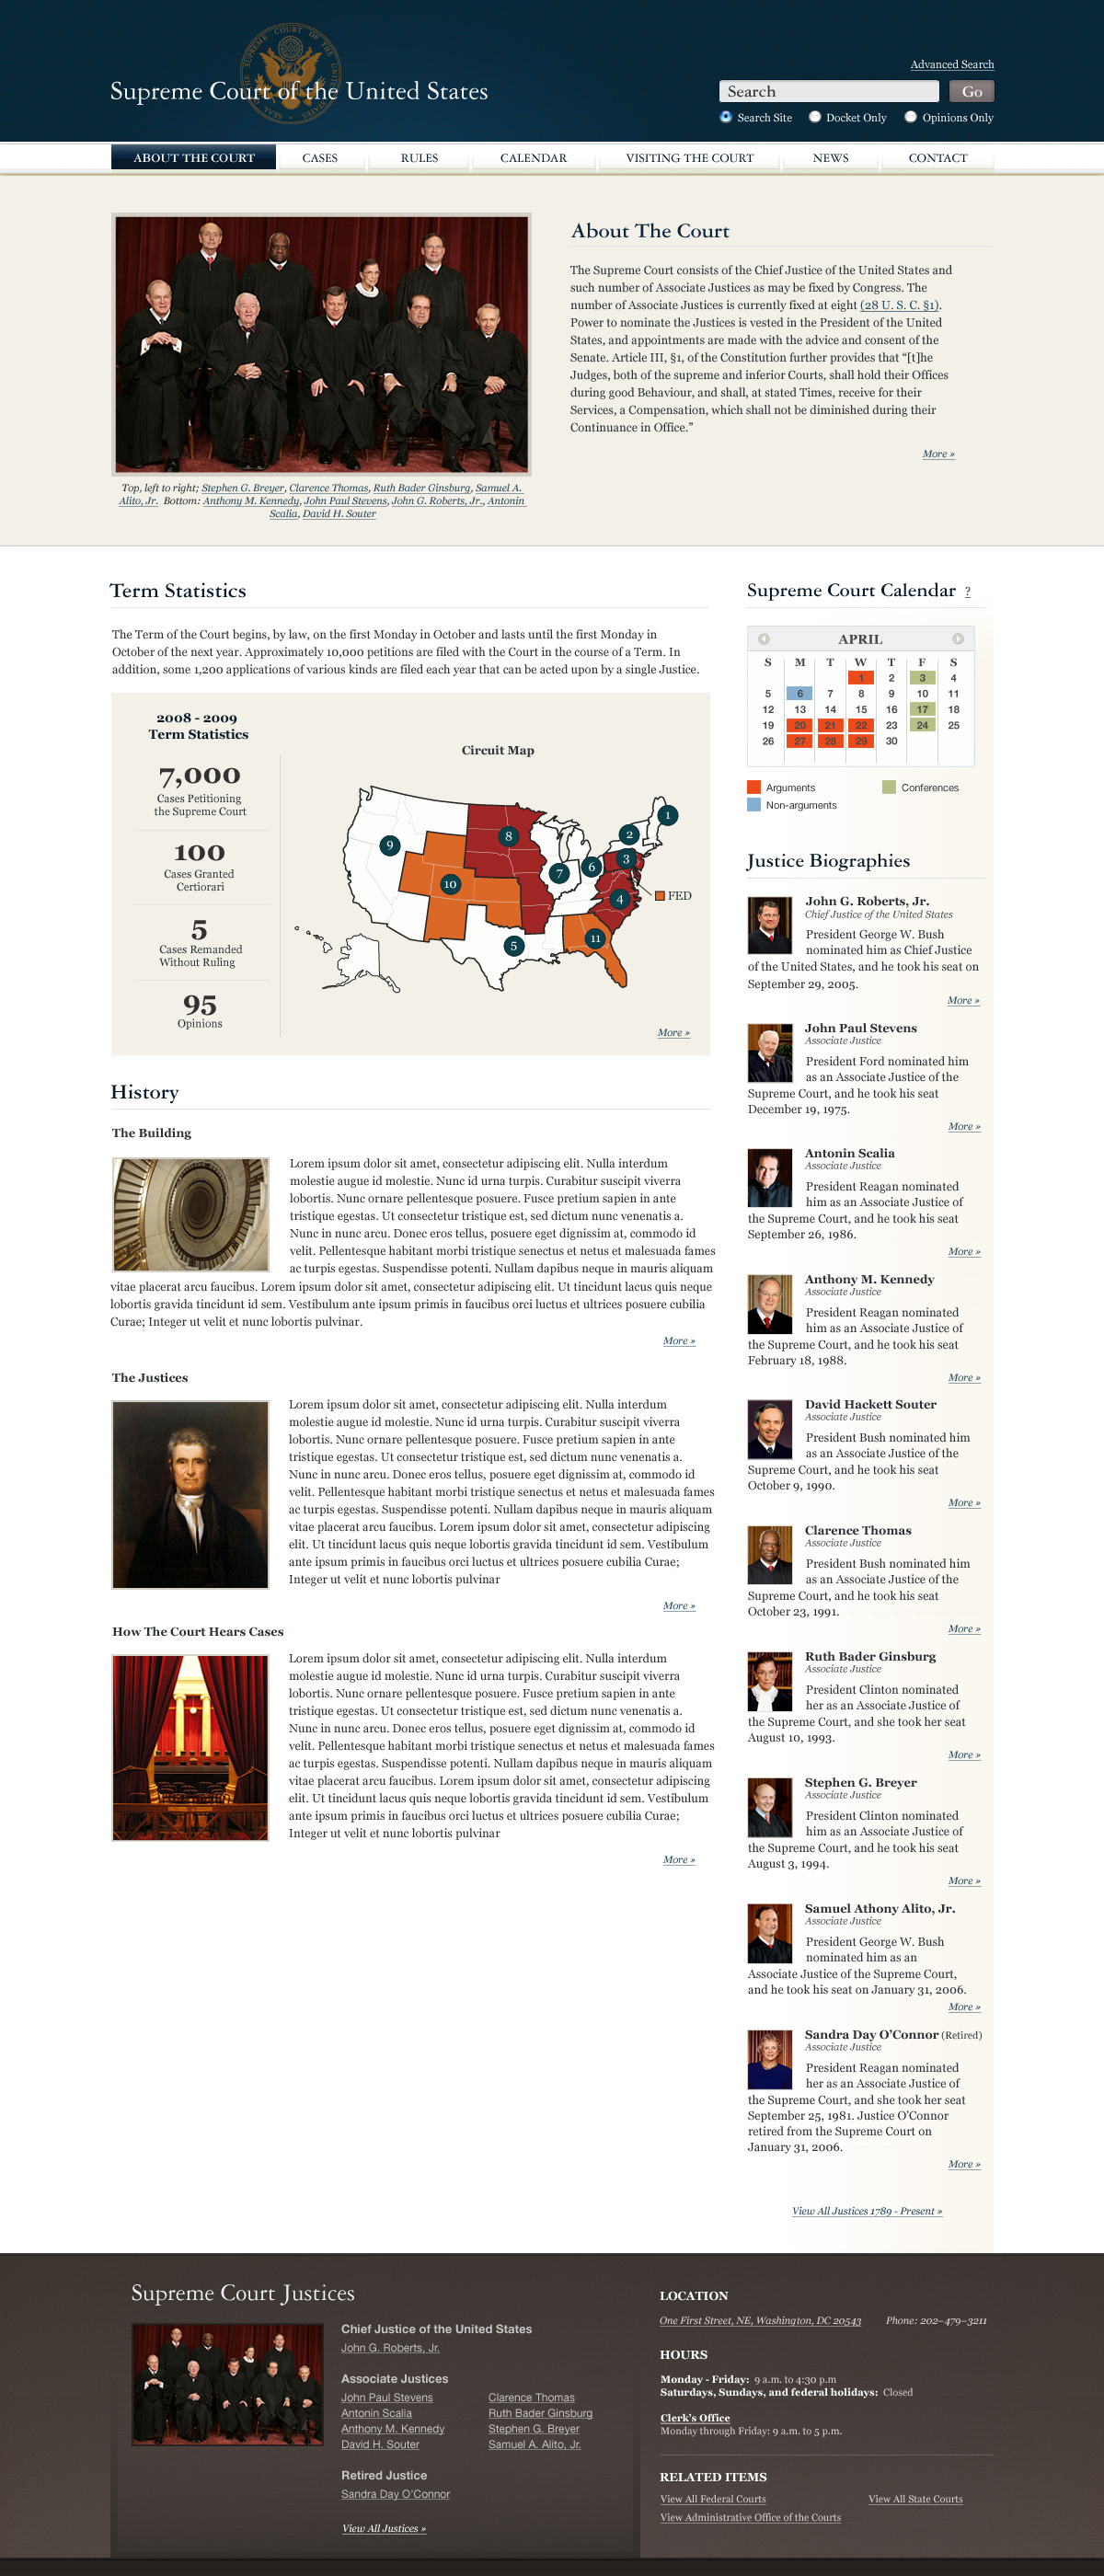 Advanced Search
Supreme Court of the United States
Search
Go
Search Site Docket Only Opinions Only
ABOUT THE COURT CASES RULES CALENDAR VISITING THE COURT NEWS CONTACT
About The Court
The Supreme Court consists of the Chief Justice of the United States and
such number of Associate Justices as may be fixed by Congress. The
number of Associate Justices is currently fixed at eight (28 U. S. C. §1).
Power to nominate the Justices is vested in the President of the United
States, and appointments are made with the advice and consent of the
Senate. Article III, §1, of the Constitution further provides that “[t]he
Judges, both of the supreme and inferior Courts, shall hold their Offices
during good Behaviour, and shall, at stated Times, receive for their
Services, a Compensation, which shall not be diminished during their
Continuance in Office.”
More »
Top, left to right; Stephen G. Breyer, Clarence Thomas, Ruth Bader Ginsburg, Samuel A.
Alito, Jr. Bottom: Anthony M. Kennedy, John Paul Stevens, John G. Roberts, Jr., Antonin
Scalia, David H. Souter
Term Statistics
The Term of the Court begins, by law, on the first Monday in October and lasts until the first Monday in
October of the next year. Approximately 10,000 petitions are filed with the Court in the course of a Term. In
addition, some 1,200 applications of various kinds are filed each year that can be acted upon by a single Justice.
2008 - 2009
Term Statistics
7,000
Cases Petitioning
the Supreme Court
100
Cases Granted
Certiorari
5
Cases Remanded
Without Ruling
95
Opinions
Circuit Map
1
2
8
9
3
6
7
10
4
FED
11
5
More »
History
The Building
Lorem ipsum dolor sit amet, consectetur adipiscing elit. Nulla interdum
molestie augue id molestie. Nunc id urna turpis. Curabitur suscipit viverra
lobortis. Nunc ornare pellentesque posuere. Fusce pretium sapien in ante
tristique egestas. Ut consectetur tristique est, sed dictum nunc venenatis a.
Nunc in nunc arcu. Donec eros tellus, posuere eget dignissim at, commodo id
velit. Pellentesque habitant morbi tristique senectus et netus et malesuada fames
ac turpis egestas. Suspendisse potenti. Nullam dapibus neque in mauris aliquam
vitae placerat arcu faucibus. Lorem ipsum dolor sit amet, consectetur adipiscing elit. Ut tincidunt lacus quis neque
lobortis gravida tincidunt id sem. Vestibulum ante ipsum primis in faucibus orci luctus et ultrices posuere cubilia
Curae; Integer ut velit et nunc lobortis pulvinar.
More »
The Justices
Lorem ipsum dolor sit amet, consectetur adipiscing elit. Nulla interdum
molestie augue id molestie. Nunc id urna turpis. Curabitur suscipit viverra
lobortis. Nunc ornare pellentesque posuere. Fusce pretium sapien in ante
tristique egestas. Ut consectetur tristique est, sed dictum nunc venenatis a.
Nunc in nunc arcu. Donec eros tellus, posuere eget dignissim at, commodo id
velit. Pellentesque habitant morbi tristique senectus et netus et malesuada fames
ac turpis egestas. Suspendisse potenti. Nullam dapibus neque in mauris aliquam
vitae placerat arcu faucibus. Lorem ipsum dolor sit amet, consectetur adipiscing
elit. Ut tincidunt lacus quis neque lobortis gravida tincidunt id sem. Vestibulum
ante ipsum primis in faucibus orci luctus et ultrices posuere cubilia Curae;
Integer ut velit et nunc lobortis pulvinar
More »
How The Court Hears Cases
Lorem ipsum dolor sit amet, consectetur adipiscing elit. Nulla interdum
molestie augue id molestie. Nunc id urna turpis. Curabitur suscipit viverra
lobortis. Nunc ornare pellentesque posuere. Fusce pretium sapien in ante
tristique egestas. Ut consectetur tristique est, sed dictum nunc venenatis a.
Nunc in nunc arcu. Donec eros tellus, posuere eget dignissim at, commodo id
velit. Pellentesque habitant morbi tristique senectus et netus et malesuada fames
ac turpis egestas. Suspendisse potenti. Nullam dapibus neque in mauris aliquam
vitae placerat arcu faucibus. Lorem ipsum dolor sit amet, consectetur adipiscing
elit. Ut tincidunt lacus quis neque lobortis gravida tincidunt id sem. Vestibulum
ante ipsum primis in faucibus orci luctus et ultrices posuere cubilia Curae;
Integer ut velit et nunc lobortis pulvinar
More »
Supreme Court Calendar ?
APRIL
S M T W T F S
1 2 3 4
5 6 7 8 9 10 11
12 13 14 15 16 17 18
19 20 21 22 23 24 25
26 27 28 29 30
Arguments Conferences
Non-arguments
Justice Biographies
John G. Roberts, Jr.
Chief Justice of the United States
President George W. Bush
nominated him as Chief Justice
of the United States, and he took his seat on
September 29, 2005.
More »
John Paul Stevens
Associate Justice
President Ford nominated him
as an Associate Justice of the
Supreme Court, and he took his seat
December 19, 1975.
More »
Antonin Scalia
Associate Justice
President Reagan nominated
him as an Associate Justice of
the Supreme Court, and he took his seat
September 26, 1986.
More »
Anthony M. Kennedy
Associate Justice
President Reagan nominated
him as an Associate Justice of
the Supreme Court, and he took his seat
February 18, 1988.
More »
David Hackett Souter
Associate Justice
President Bush nominated him
as an Associate Justice of the
Supreme Court, and he took his seat
October 9, 1990.
More »
Clarence Thomas
Associate Justice
President Bush nominated him
as an Associate Justice of the
Supreme Court, and he took his seat
October 23, 1991.
More »
Ruth Bader Ginsburg
Associate Justice
President Clinton nominated
her as an Associate Justice of
the Supreme Court, and she took her seat
August 10, 1993.
More »
Stephen G. Breyer
Associate Justice
President Clinton nominated
him as an Associate Justice of
the Supreme Court, and he took his seat
August 3, 1994.
More »
Samuel Athony Alito, Jr.
Associate Justice
President George W. Bush
nominated him as an
Associate Justice of the Supreme Court,
and he took his seat on January 31, 2006.
More »
Sandra Day O’Connor (Retired)
Associate Justice
President Reagan nominated
her as an Associate Justice of
the Supreme Court, and she took her seat
September 25, 1981. Justice O’Connor
retired from the Supreme Court on
January 31, 2006.
More »
View All Justices 1789 - Present »
Supreme Court Justices
Chief Justice of the United States
John G. Roberts, Jr.
Associate Justices
John Paul Stevens Clarence Thomas
Antonin Scalia Ruth Bader Ginsburg
Anthony M. Kennedy Stephen G. Breyer
David H. Souter Samuel A. Alito, Jr.
Retired Justice
Sandra Day O’Connor
View All Justices »
LOCATION
One First Street, NE, Washington, DC 20543 Phone: 202–479–3211
HOURS
Monday - Friday: 9 a.m. to 4:30 p.m
Saturdays, Sundays, and federal holidays: Closed
Clerk’s Office
Monday through Friday: 9 a.m. to 5 p.m.
RELATED ITEMS
View All Federal Courts View All State Courts
View Administrative Office of the Courts